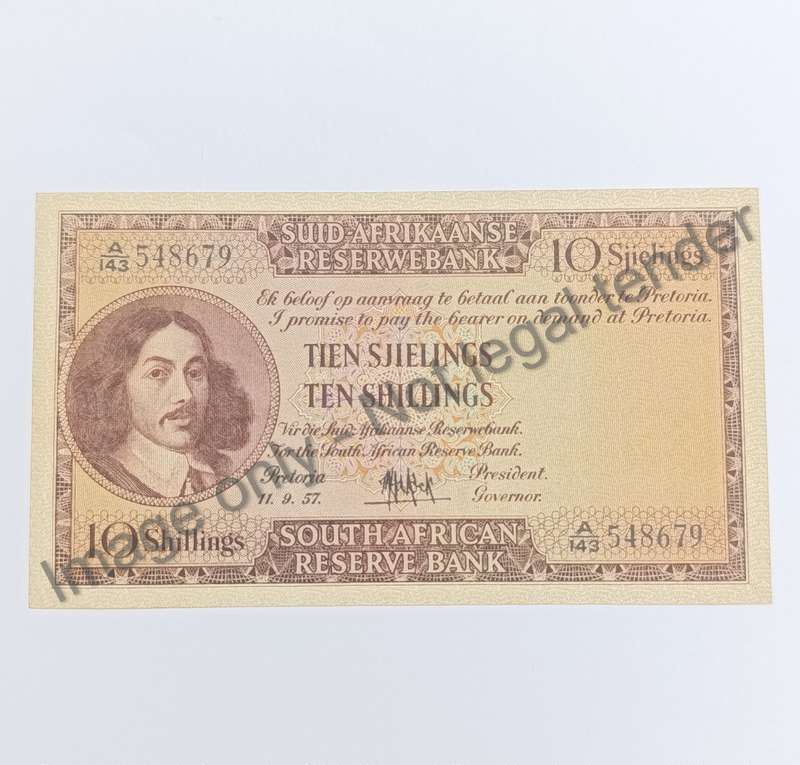 SUID-AFRIKAANSE
RESERWEBANK
A/143 548679
10 Sjielings
Ek beloof op aanvraag te betaal aan toonder te Pretoria.
I promise to pay the bearer on demand at Pretoria.
TIEN SJIELINGS
TEN SHILLINGS
Vir die Suid-Afrikaanse Reserwebank.
For the South African Reserve Bank.
Pretoria
President.
11. 9. 57.
Governor.
10 Shillings
SOUTH AFRICAN
RESERVE BANK
A/143 548679
Image only - Not legal tender